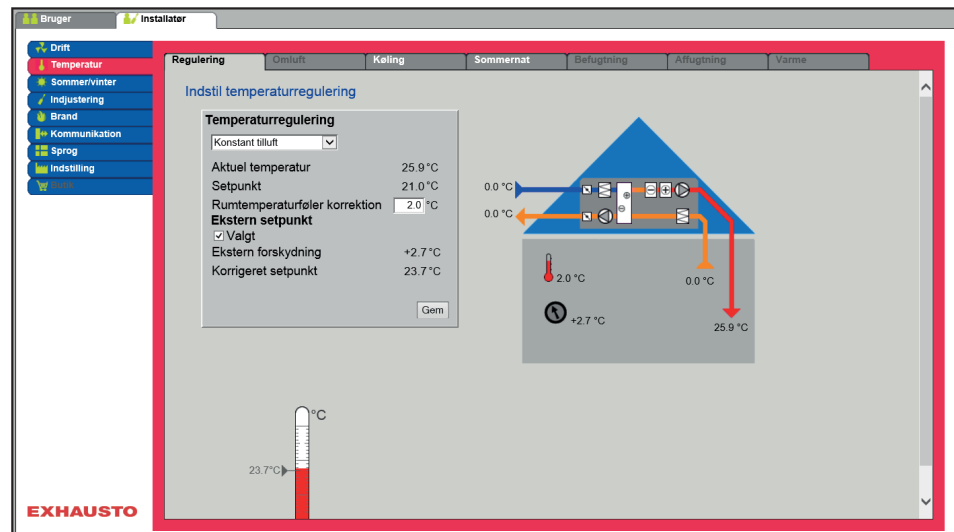 Bruger
Installatør
Drift
Temperatur
Sommer/vinter
Indjustering
Brand
Kommunikation
Sprog
Indstilling
Butik
Regulering
Omluft
Køling
Sommernat
Befugtning
Affugtning
Varme
Indstil temperaturregulering
Temperaturregulering
Konstant tilluft
Aktuel temperatur 25.9°C
Setpunkt 21.0°C
Rumtemperaturføler korrektion 2.0 °C
Ekstern setpunkt
Valgt
Ekstern forskydning +2.7°C
Korrigeret setpunkt 23.7°C
Gem
0.0 °C
0.0 °C
2.0 °C
0.0 °C
+2.7 °C
25.9 °C
°C
23.7°C
EXHAUSTO